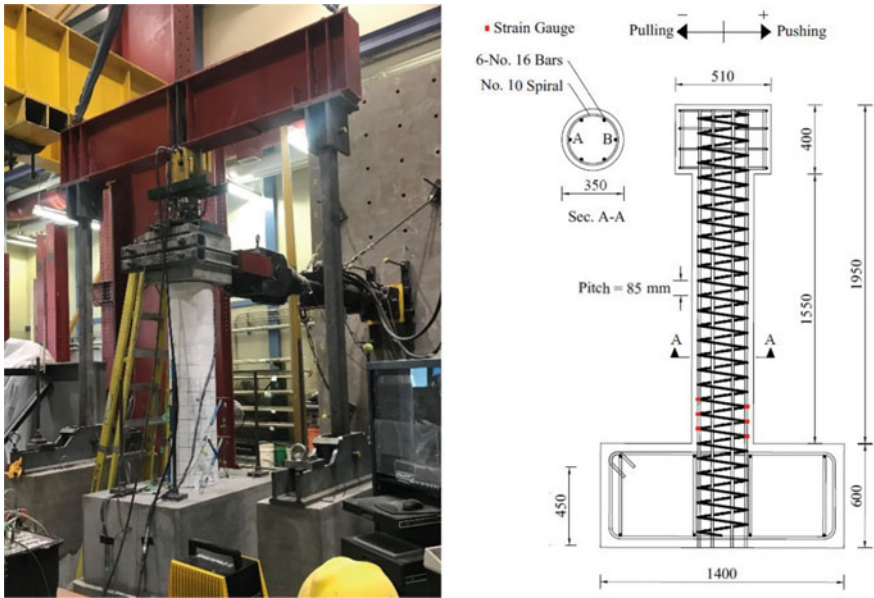 Strain Gauge
− +
Pulling Pushing
6-No. 16 Bars
No. 10 Spiral
A B
350
Sec. A-A
510
400
1950
1550
Pitch = 85 mm
A A
450
600
1400